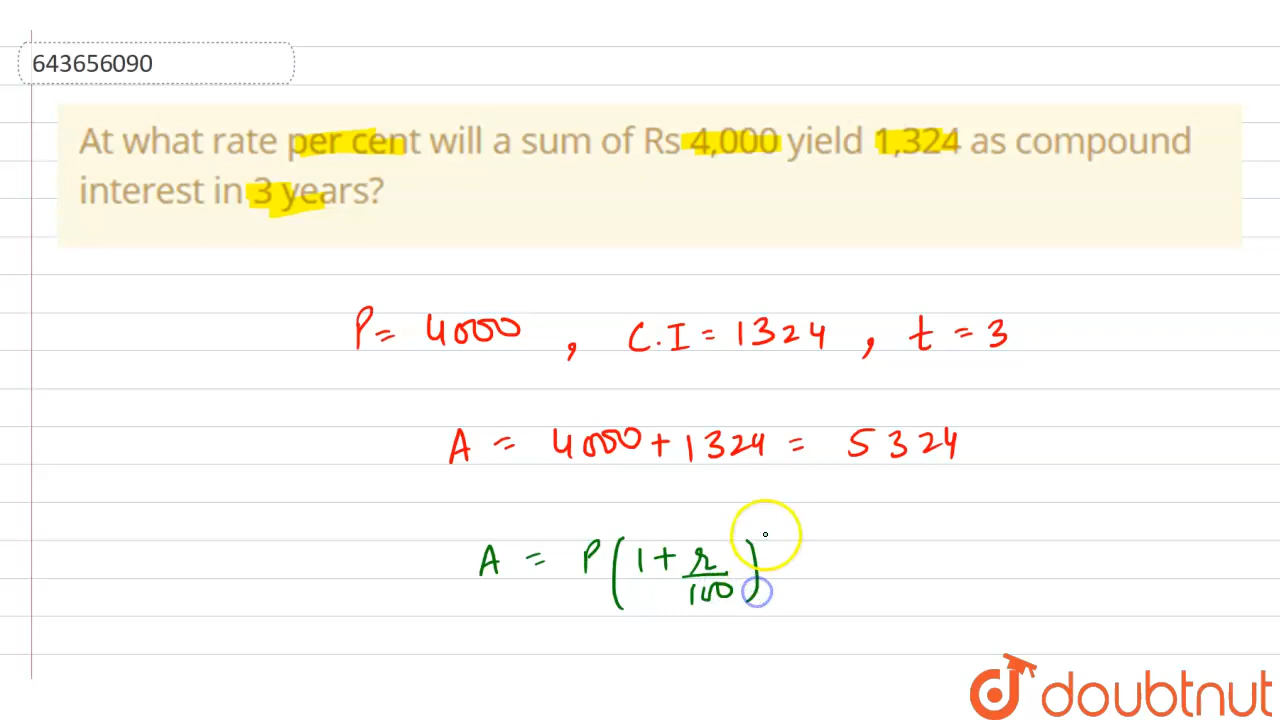 643656090
At what rate per cent will a sum of Rs 4,000 yield 1,324 as compound
interest in 3 years?
P= 4000 , C.I = 1324 , t = 3
A = 4000 + 1324 = 5324
A = P(1 + r/100)
doubtnut